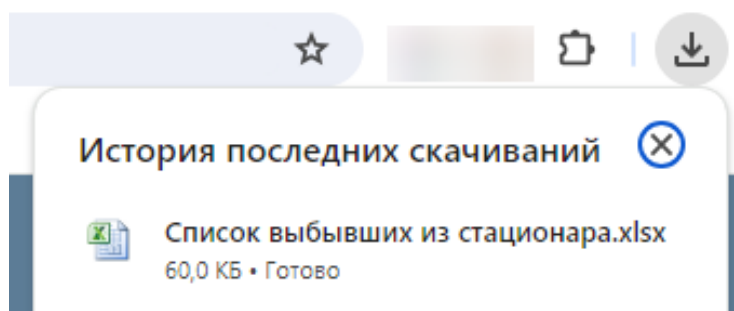 История последних скачиваний
Список выбывших из стационара.xlsx
60,0 КБ • Готово